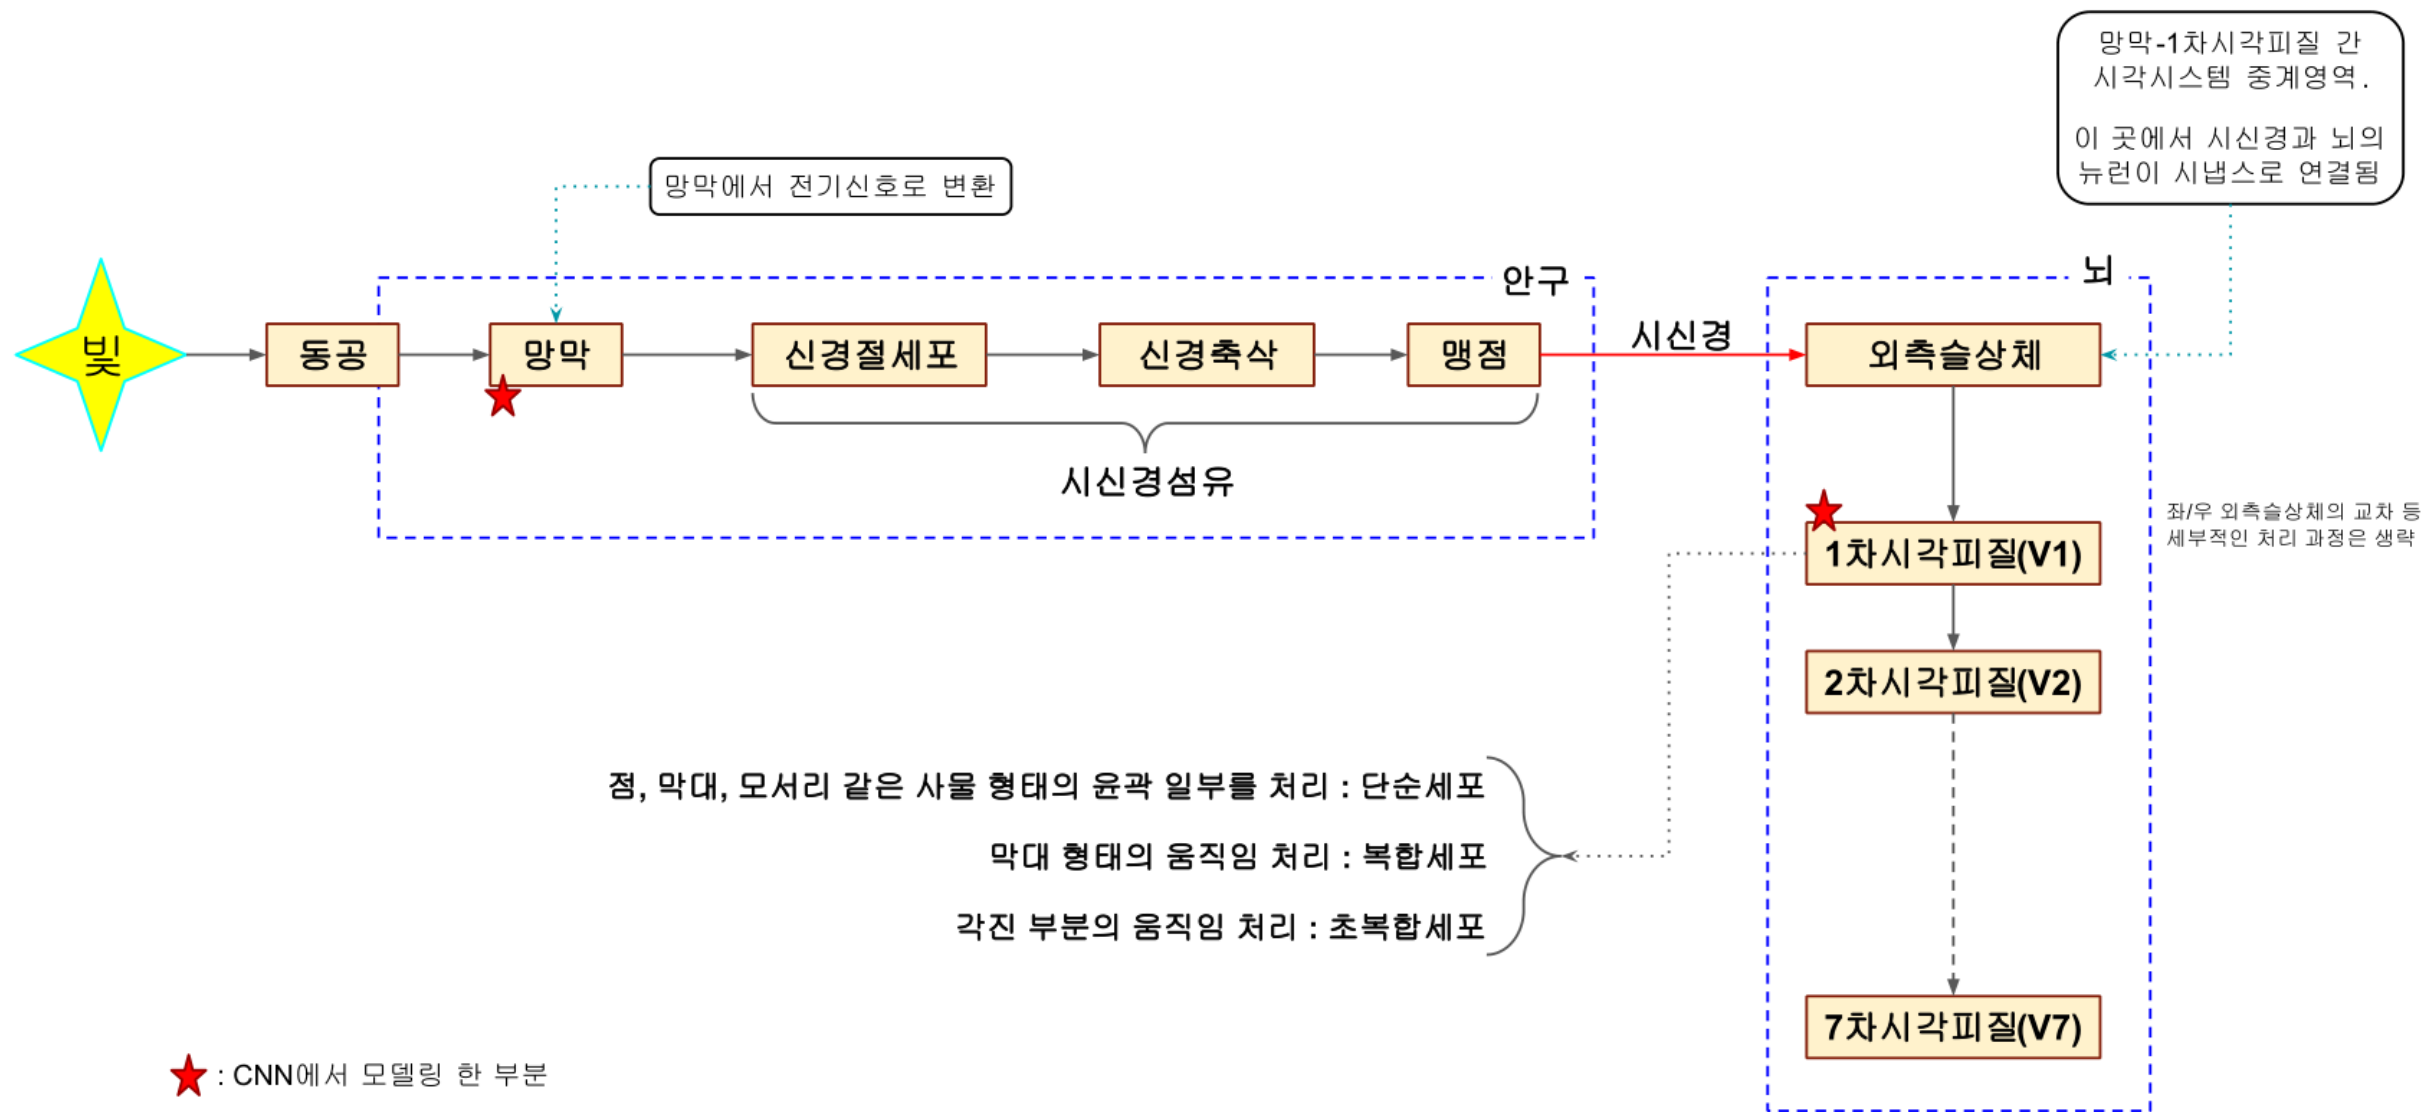 망막-1차시각피질 간
시각시스템 중계영역.
이 곳에서 시신경과 뇌의
뉴런이 시냅스로 연결됨
망막에서 전기신호로 변환
안구
뇌
빛
동공
망막
신경절세포
신경축삭
맹점
시신경
외측슬상체
시신경섬유
좌/우 외측슬상체의 교차 등
세부적인 처리 과정은 생략
1차시각피질(V1)
2차시각피질(V2)
점, 막대, 모서리 같은 사물 형태의 윤곽 일부를 처리 : 단순세포
막대 형태의 움직임 처리 : 복합세포
각진 부분의 움직임 처리 : 초복합세포
7차시각피질(V7)
: CNN에서 모델링 한 부분